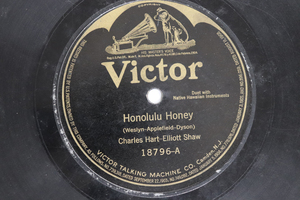 "HIS MASTER'S VOICE"
Victor
Duet with
Native Hawaiian Instruments
Honolulu Honey
(Weslyn-Applefield-Dyson)
Charles Hart-Elliott Shaw
18796-A
VICTOR TALKING MACHINE CO. Camden, N.J.